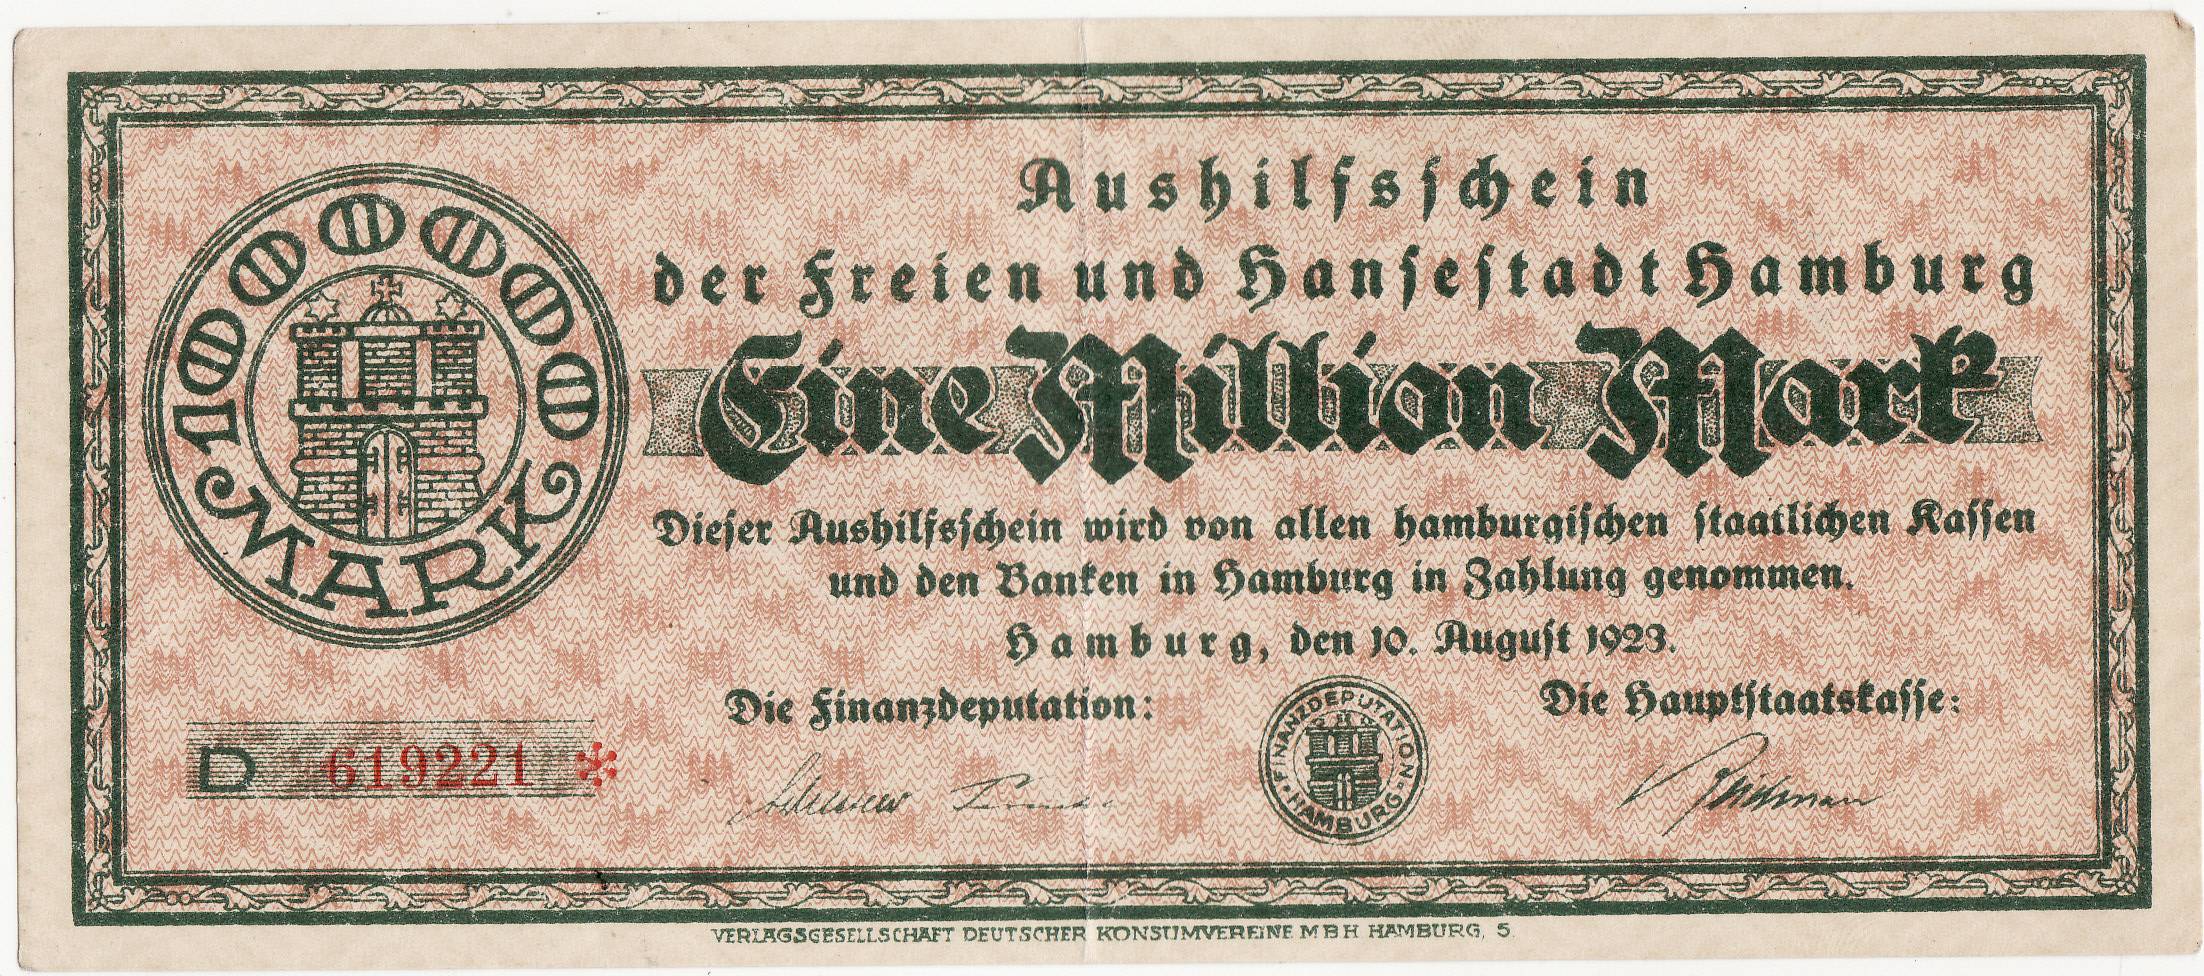 1000000
MARK
Aushilfsschein
der Freien und Hansestadt Hamburg
Eine Million Mark
Dieser Aushilfsschein wird von allen hamburgischen staatlichen Kassen
und den Banken in Hamburg in Zahlung genommen.
Hamburg, den 10. August 1923.
Die Finanzdeputation:
FINANZDEPUTATION
HAMBURG
Die Hauptstaatskasse:
D 619221 *
VERLAGSGESELLSCHAFT DEUTSCHER KONSUMVEREINE M B H HAMBURG, 5